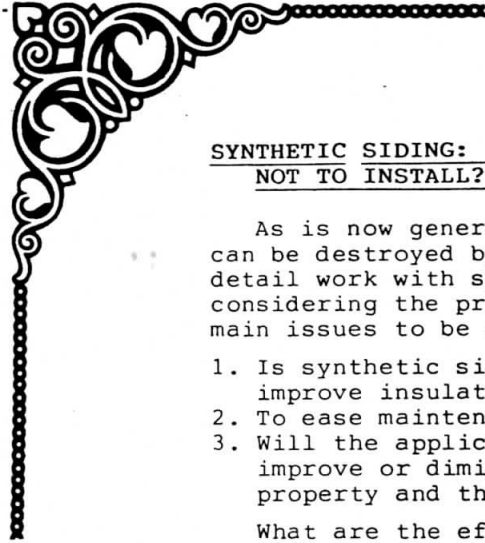 SYNTHETIC SIDING:
NOT TO INSTALL?
As is now gener
can be destroyed b
detail work with s
considering the pr
main issues to be
1. Is synthetic si
improve insulat
2. To ease mainten
3. Will the applic
improve or dimi
property and th
What are the ef